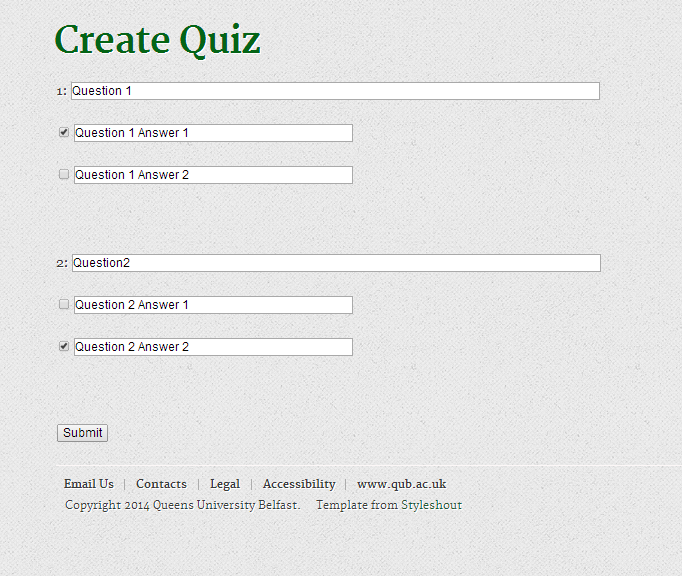 Create Quiz
1: Question 1
Question 1 Answer 1
Question 1 Answer 2
2: Question2
Question 2 Answer 1
Question 2 Answer 2
Submit
Email Us | Contacts | Legal | Accessibility | www.qub.ac.uk
Copyright 2014 Queens University Belfast. Template from Styleshout